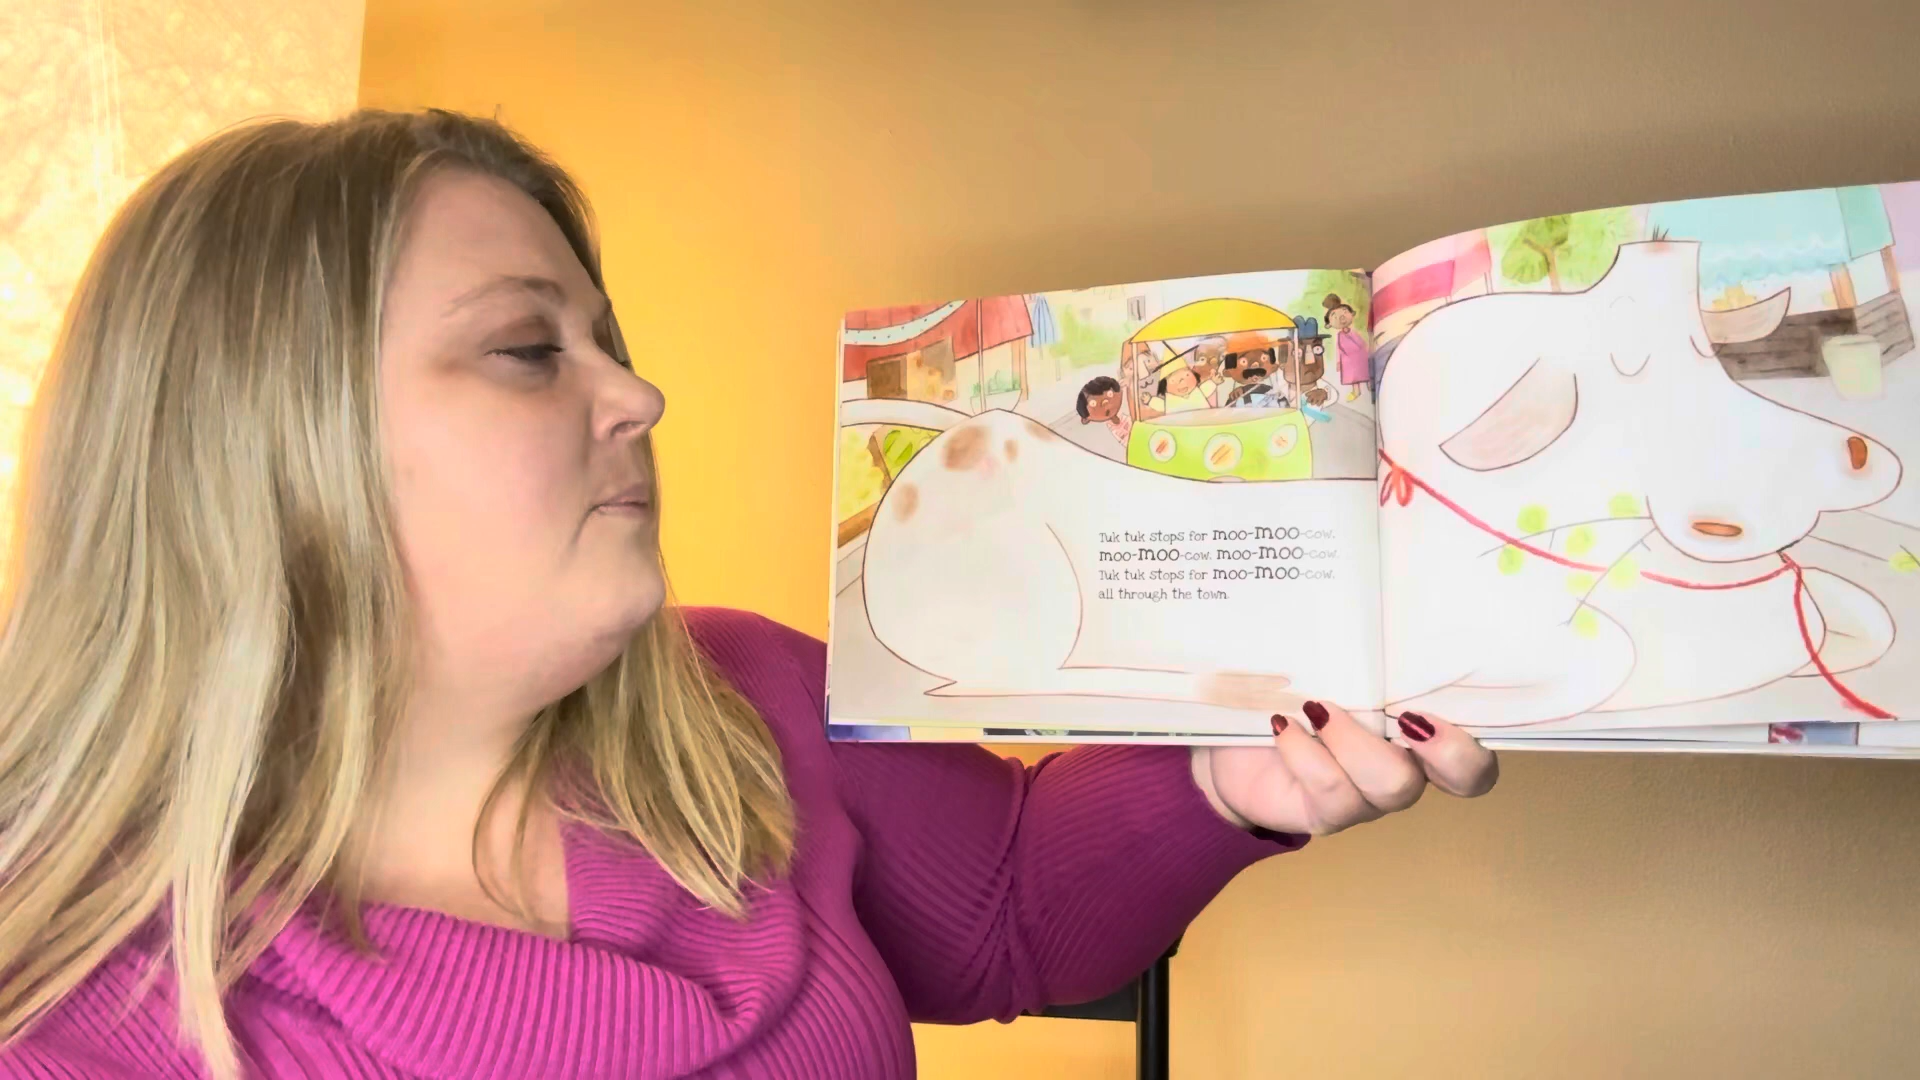 Tuk tuk stops for moo-moo-cow,
moo-moo-cow, moo-moo-cow.
Tuk tuk stops for moo-moo-cow,
all through the town.